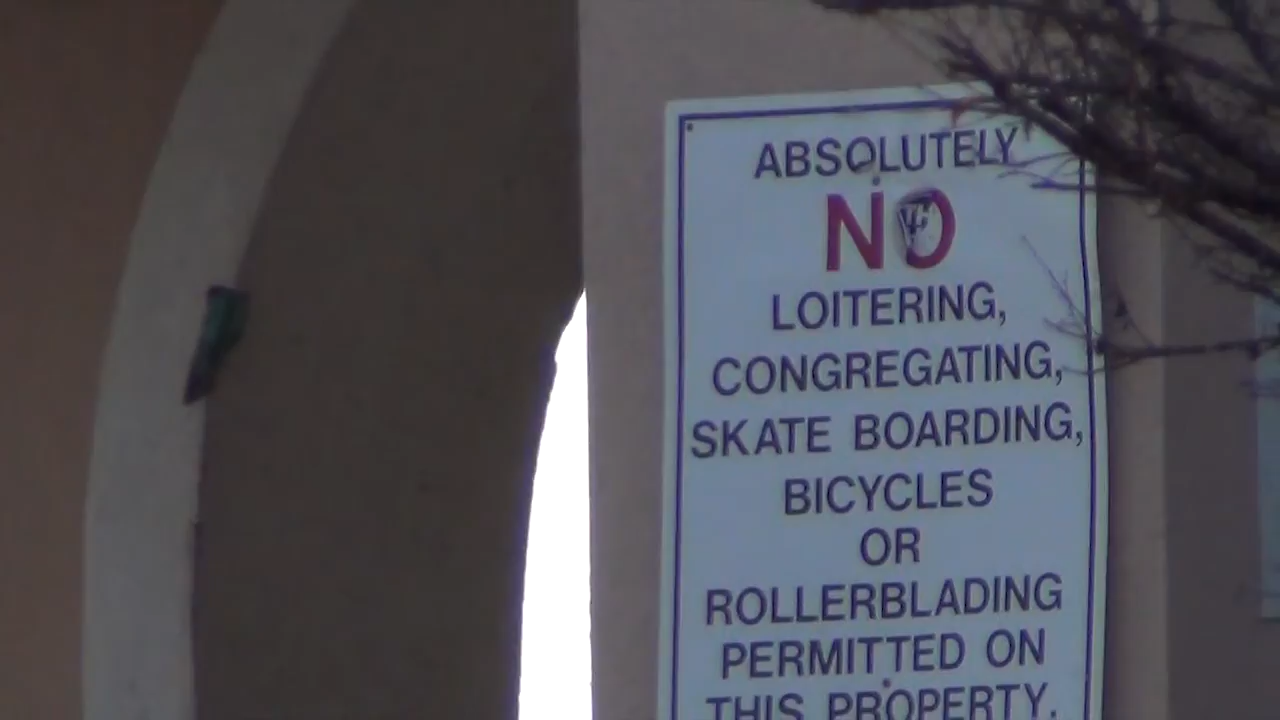 ABSOLUTELY
NO
LOITERING,
CONGREGATING,
SKATE BOARDING,
BICYCLES
OR
ROLLERBLADING
PERMITTED ON
THIS PROPERTY.